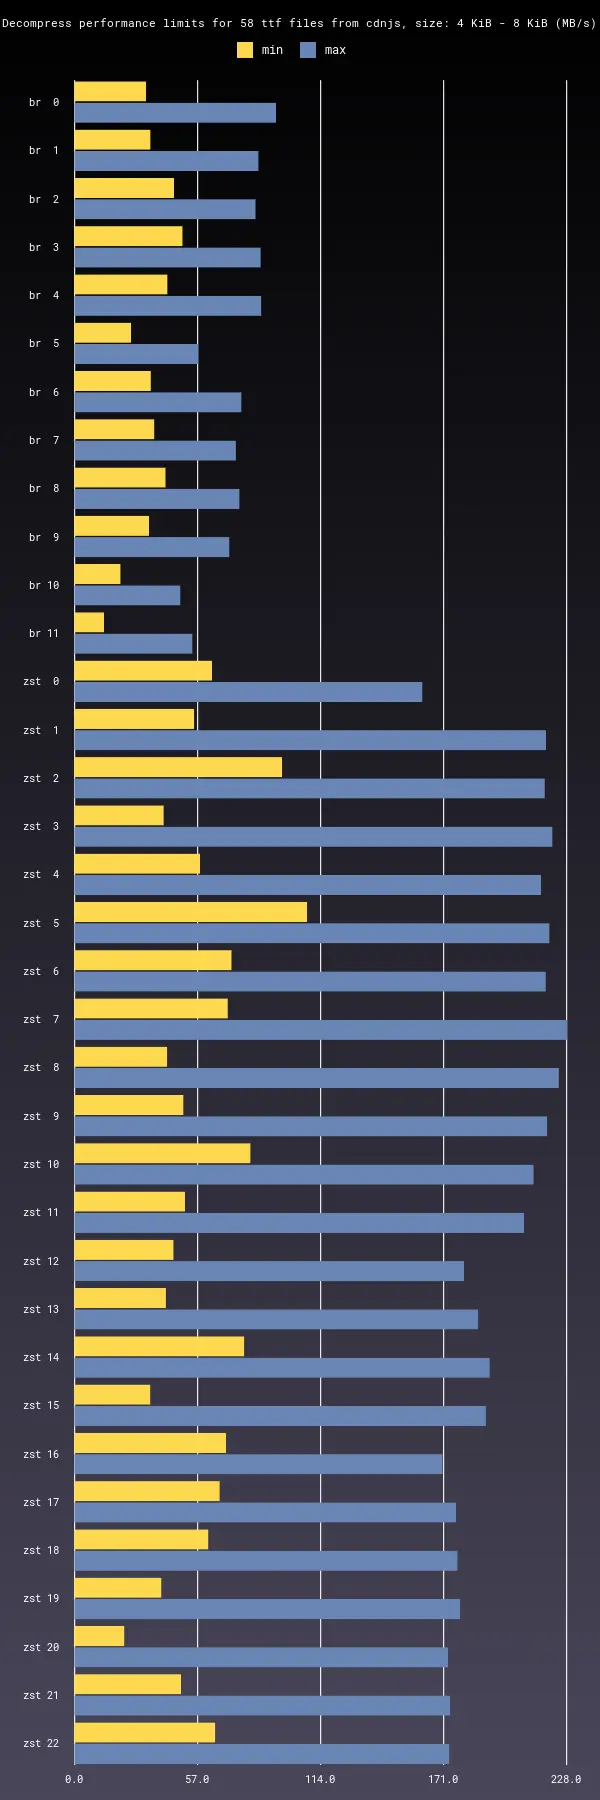 Decompress performance limits for 58 ttf files from cdnjs, size: 4 KiB - 8 KiB (MB/s)
min max
br 0
br 1
br 2
br 3
br 4
br 5
br 6
br 7
br 8
br 9
br 10
br 11
zst 0
zst 1
zst 2
zst 3
zst 4
zst 5
zst 6
zst 7
zst 8
zst 9
zst 10
zst 11
zst 12
zst 13
zst 14
zst 15
zst 16
zst 17
zst 18
zst 19
zst 20
zst 21
zst 22
0.0 57.0 114.0 171.0 228.0